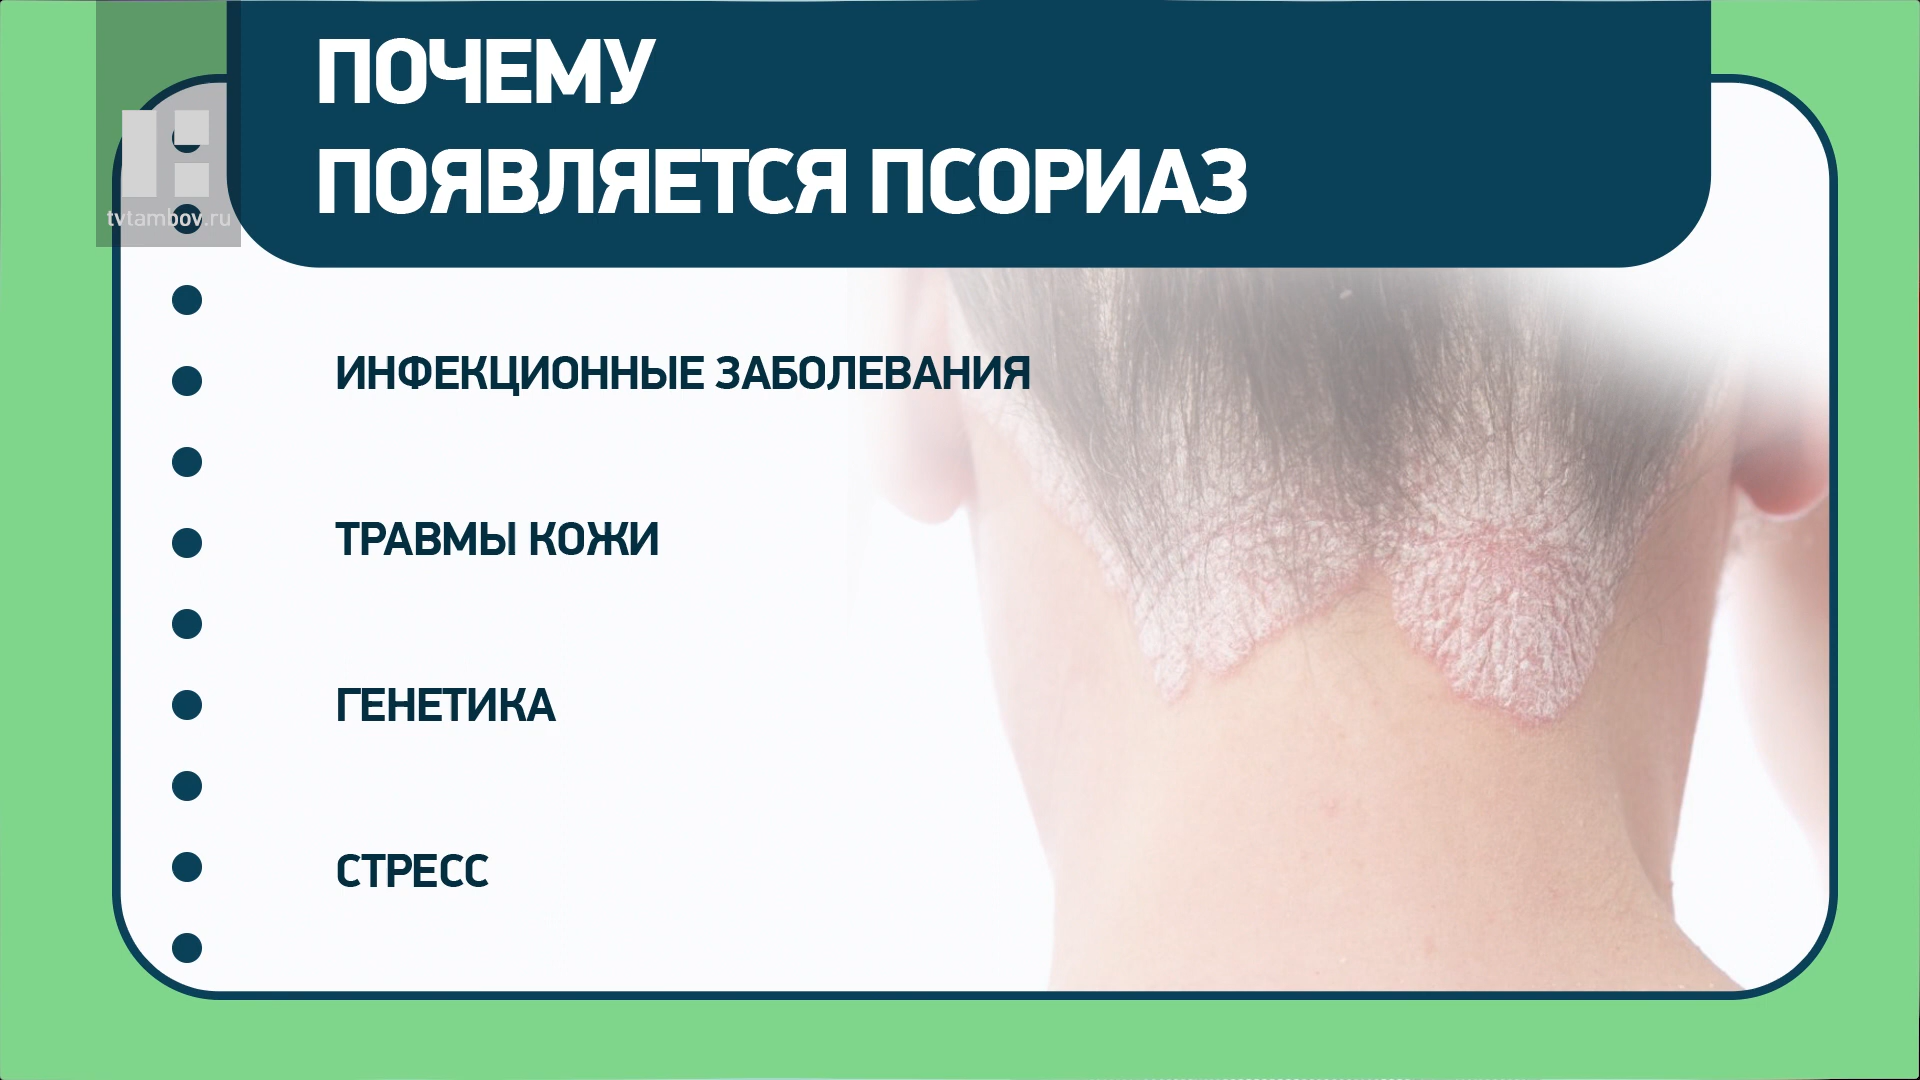 ПОЧЕМУ
ПОЯВЛЯЕТСЯ ПСОРИАЗ
tvtambov.ru
ИНФЕКЦИОННЫЕ ЗАБОЛЕВАНИЯ
ТРАВМЫ КОЖИ
ГЕНЕТИКА
СТРЕСС